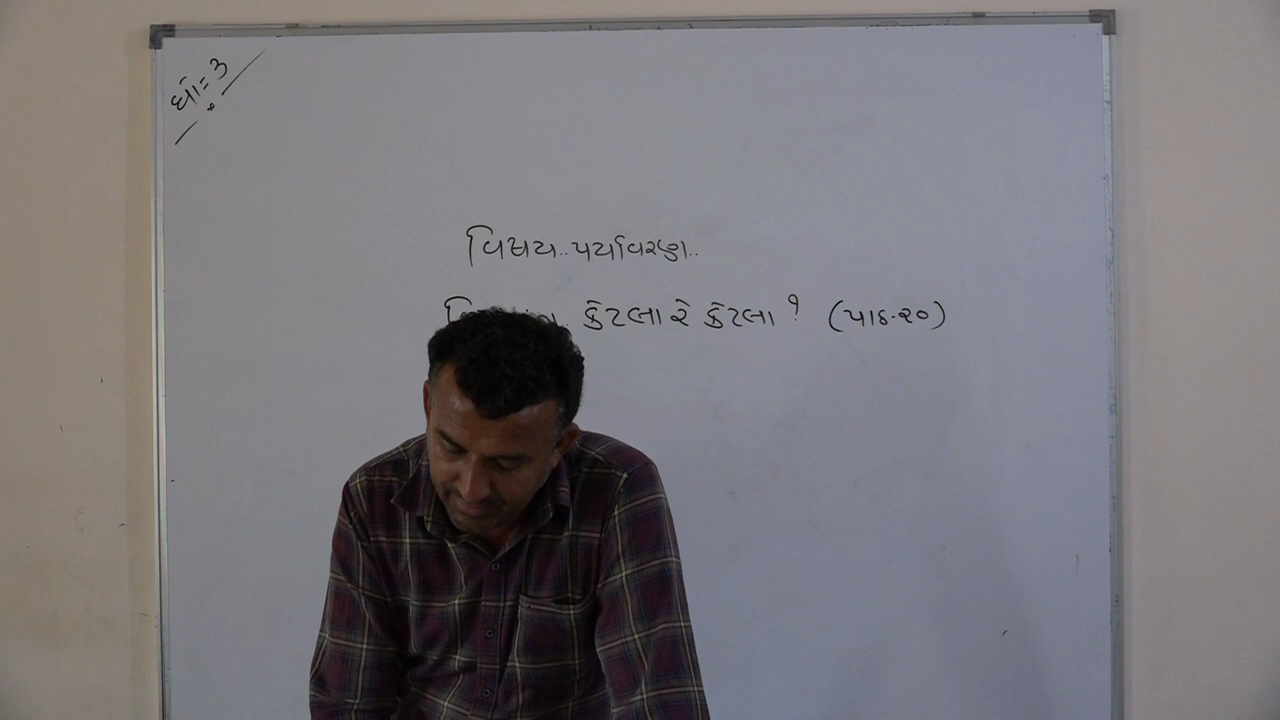 ધો = ૩
વિષય.. પર્યાવરણ..
કેટલા રે કેટલા ? (પાઠ-૨૦)